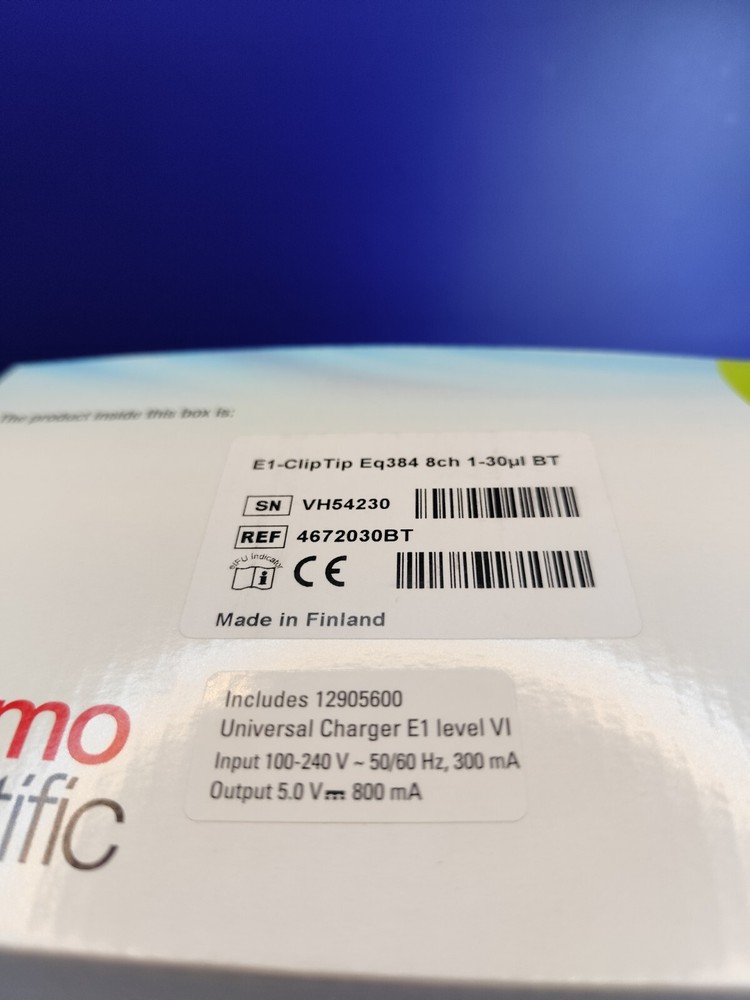 The product inside this box is:
E1-ClipTip Eq384 8ch 1-30µl BT
SN VH54230
REF 4672030BT
eIFU Indicator
i CE
Made in Finland
Includes 12905600
Universal Charger E1 level VI
Input 100-240 V ~ 50/60 Hz, 300 mA
Output 5.0 V⎓ 800 mA
mo
tific